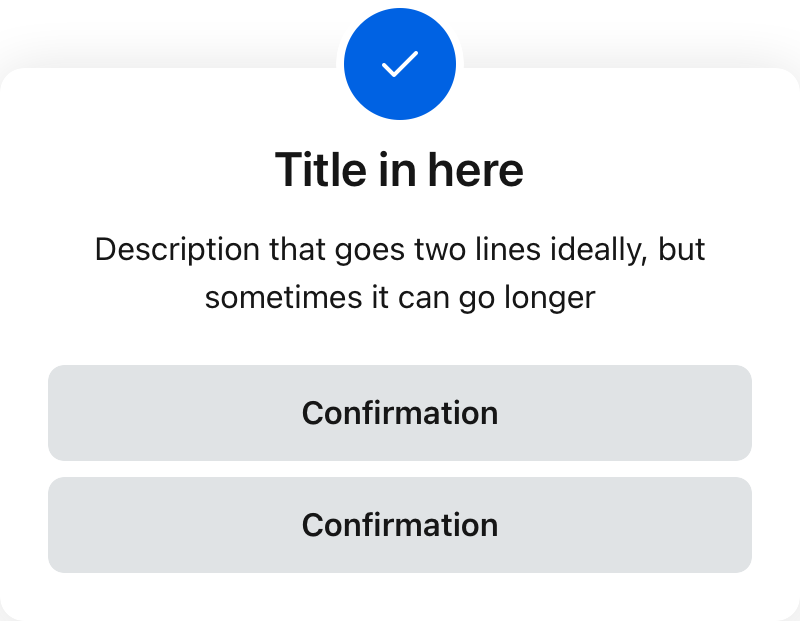 Title in here
Description that goes two lines ideally, but
sometimes it can go longer
Confirmation
Confirmation